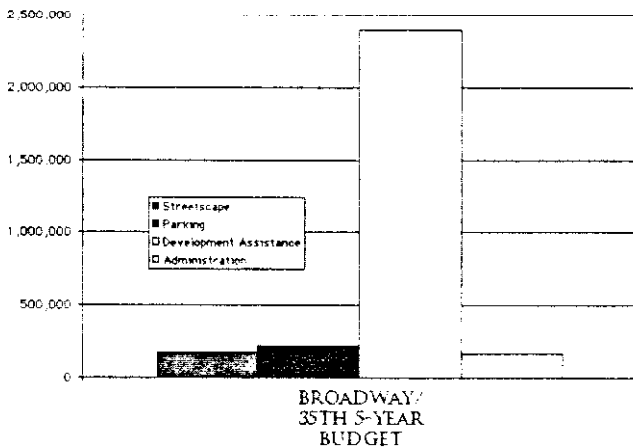 2,500,000
2,000,000
1,500,000
1,000,000
500,000
0
Streetscape
Parking
Development Assistance
Administration
BROADWAY/
35TH 5-YEAR
BUDGET